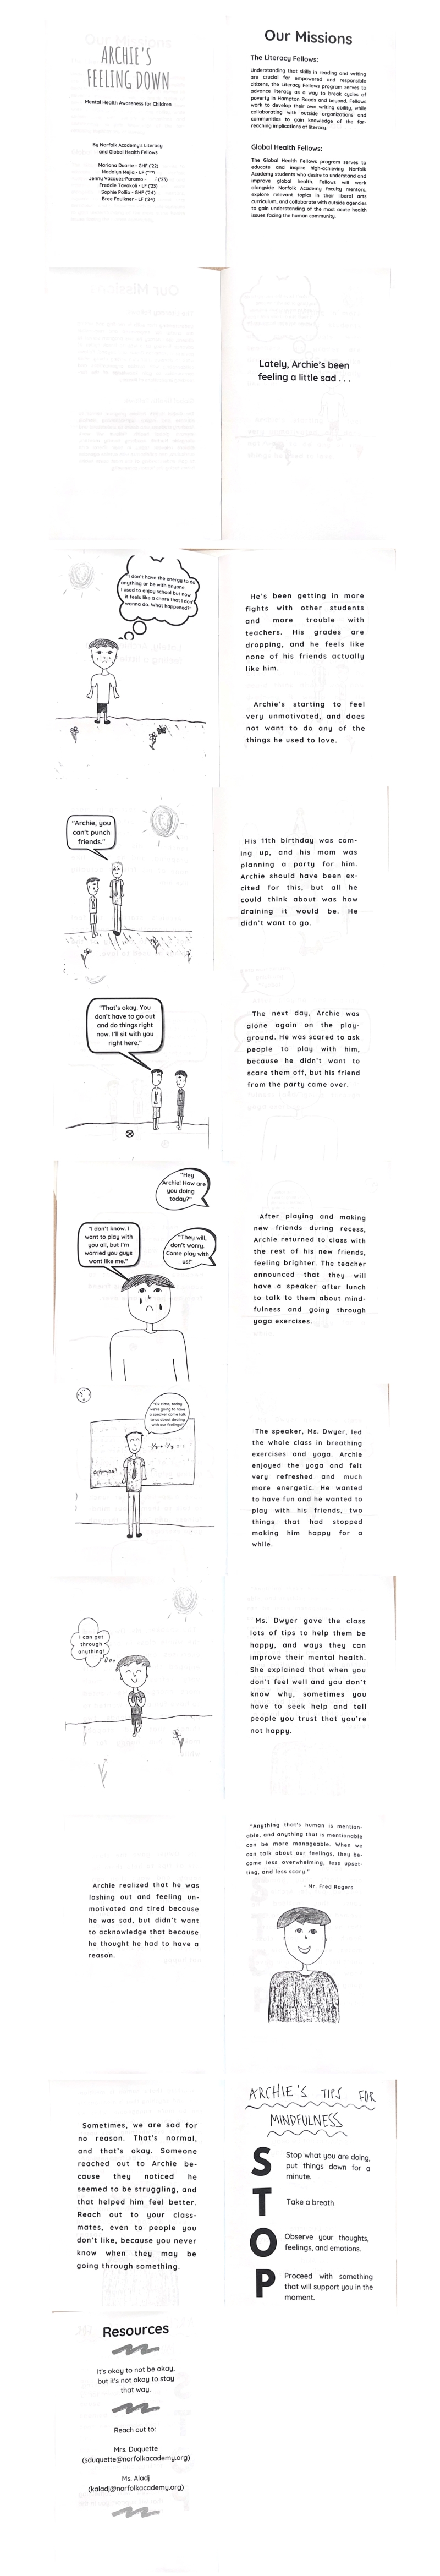 ARCHIE'S
FEELING DOWN
Mental Health Awareness for Children
By Norfolk Academy's Literacy
and Global Health Fellows
Mariana Duarte - GHF ('22)
Madelyn Hejia - LF
Jenny Vazquez-Paramo - ('23)
Freddie Tavakoli - LF ('23)
Sophie Polio - GHF ('24)
Bree Faulkner - LF ('24)
Our Missions
The Literacy Fellows:
Understanding that skills in reading and writing
are crucial for empowered and responsible
citizens, the Literacy Fellows program serves to
advance literacy as a way to break cycles of
poverty in Hampton Roads and beyond. Fellows
work to develop their own writing ability, while
collaborating with outside organizations and
communities to gain knowledge of the far-
reaching implications of literacy.
Global Health Fellows:
The Global Health Fellows program serves to
educate and inspire high-achieving Norfolk
Academy students who desire to understand and
improve global health. Fellows will work
alongside Norfolk Academy faculty mentors,
explore relevant topics in their liberal arts
curriculum, and collaborate with outside agencies
to gain understanding of the most acute health
issues facing the human community.
Lately, Archie's been
feeling a little sad . . .
"I don't have the energy to do
anything or be with anyone.
I used to enjoy school but now
it feels like a chore that I don't
wanna do. What happened?"
He's been getting in more
fights with other students
and more trouble with
teachers. His grades are
dropping, and he feels like
none of his friends actually
like him.
Archie's starting to feel
very unmotivated, and does
not want to do any of the
things he used to love.
"Archie, you
can't punch
friends."
His 11th birthday was com-
ing up, and his mom was
planning a party for him.
Archie should have been ex-
cited for this, but all he
could think about was how
draining it would be. He
didn't want to go.
"That's okay. You
don't have to go out
and do things right
now. I'll sit with you
right here."
The next day, Archie was
alone again on the play-
ground. He was scared to ask
people to play with him,
because he didn't want to
scare them off, but his friend
from the party came over.
"Hey
Archie! How are
you doing
today?"
"I don't know. I
want to play with
you all, but I'm
worried you guys
wont like me."
"They will,
don't worry.
Come play with
us!"
After playing and making
new friends during recess,
Archie returned to class with
the rest of his new friends,
feeling brighter. The teacher
announced that they will
have a speaker after lunch
to talk to them about mind-
fulness and going through
yoga exercises.
"Ok class, today
we're going to have
a speaker come talk
to us about dealing
with our feelings!"
The speaker, Ms. Dwyer, led
the whole class in breathing
exercises and yoga. Archie
enjoyed the yoga and felt
very refreshed and much
more energetic. He wanted
to have fun and he wanted to
play with his friends, two
things that had stopped
making him happy for a
while.
I can get
through
anything!
Ms. Dwyer gave the class
lots of tips to help them be
happy, and ways they can
improve their mental health.
She explained that when you
don't feel well and you don't
know why, sometimes you
have to seek help and tell
people you trust that you're
not happy.
Archie realized that he was
lashing out and feeling un-
motivated and tired because
he was sad, but didn't want
to acknowledge that because
he thought he had to have a
reason.
"Anything that's human is mention-
able, and anything that is mentionable
can be more manageable. When we
can talk about our feelings, they be-
come less overwhelming, less upset-
ting, and less scary."
- Mr. Fred Rogers
Sometimes, we are sad for
no reason. That's normal,
and that's okay. Someone
reached out to Archie be-
cause they noticed he
seemed to be struggling, and
that helped him feel better.
Reach out to your class-
mates, even to people you
don't like, because you never
know when they may be
going through something.
ARCHIE'S TIPS FOR
MINDFULNESS
S Stop what you are doing,
put things down for a
minute.
T Take a breath
O Observe your thoughts,
feelings, and emotions.
P Proceed with something
that will support you in the
moment.
Resources
It's okay to not be okay,
but it's not okay to stay
that way.
Reach out to:
Mrs. Duquette
(sduquette@norfolkacademy.org)
Ms. Aladj
(kaladj@norfolkacademy.org)